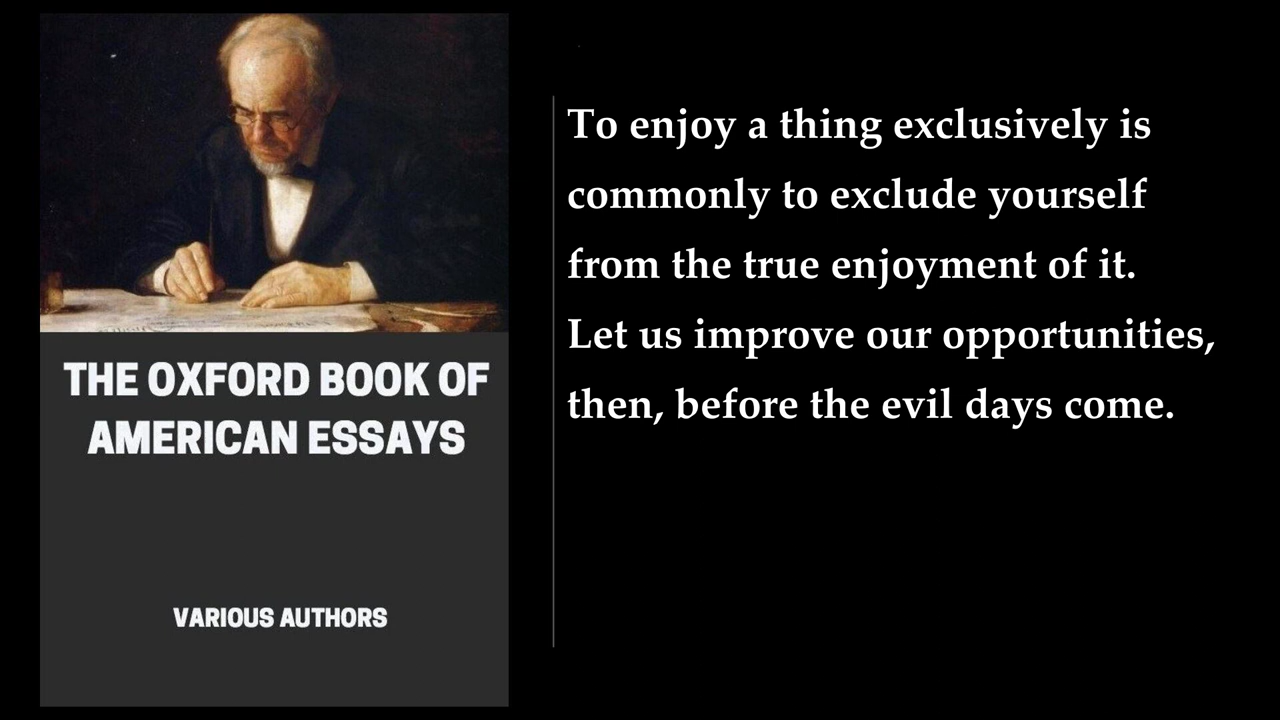 THE OXFORD BOOK OF
AMERICAN ESSAYS
VARIOUS AUTHORS
To enjoy a thing exclusively is
commonly to exclude yourself
from the true enjoyment of it.
Let us improve our opportunities,
then, before the evil days come.